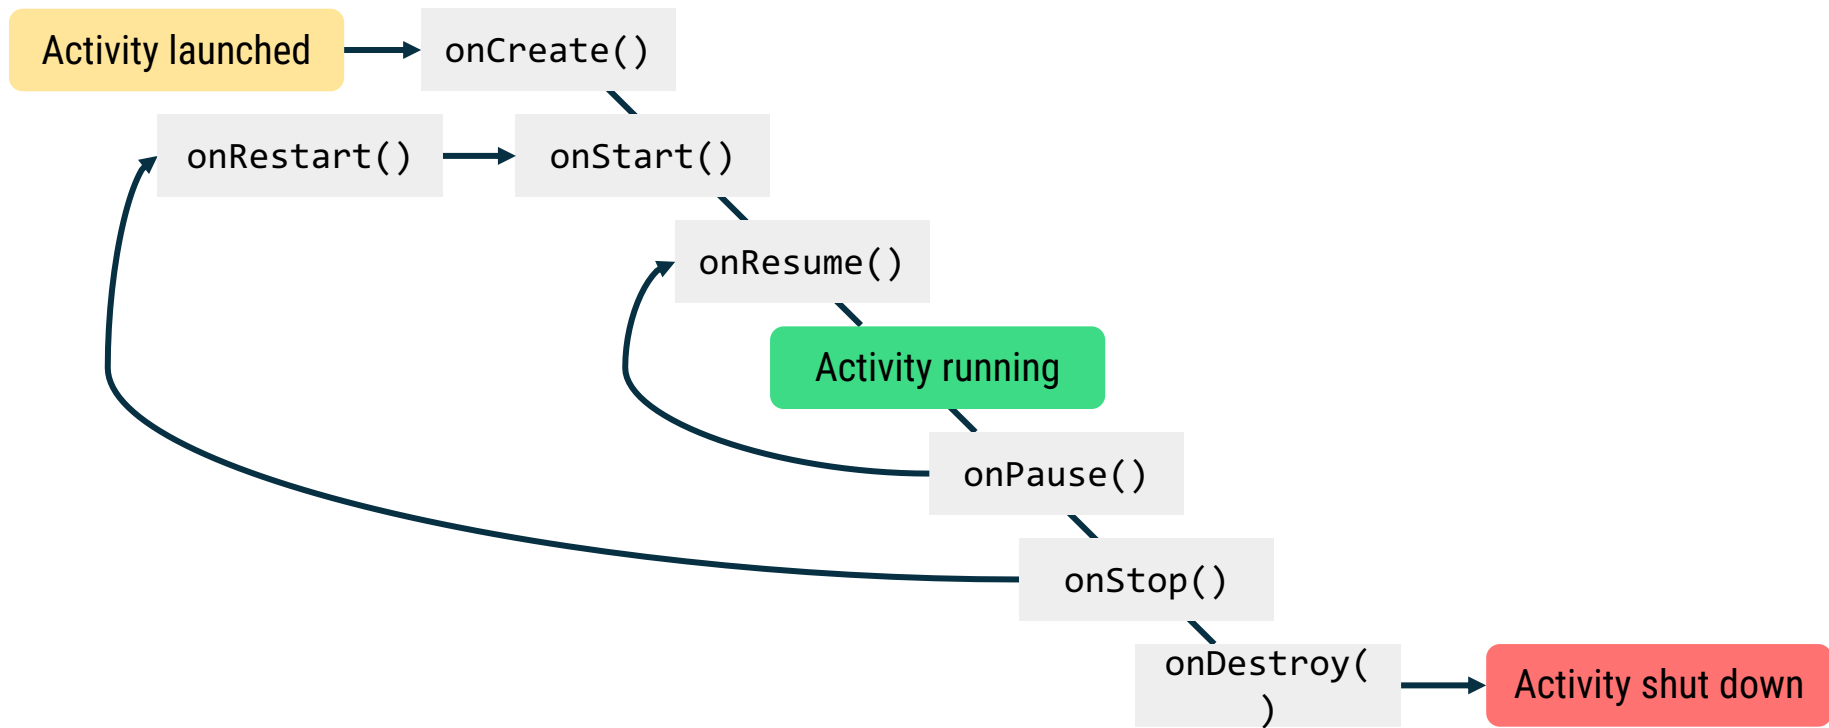 Activity launched
onCreate()
onRestart()
onStart()
onResume()
Activity running
onPause()
onStop()
onDestroy(
)
Activity shut down